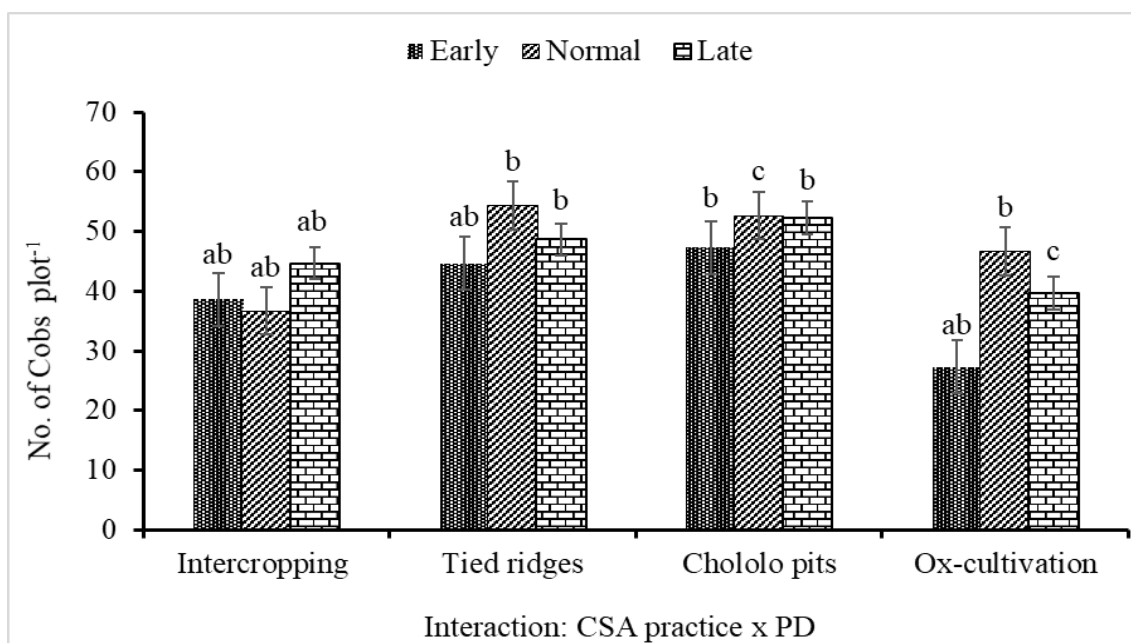 Early Normal Late
70
60
50
40
30
20
10
0
No. of Cobs plot-1
ab ab ab
ab b b
b c b
ab b c
Intercropping Tied ridges Chololo pits Ox-cultivation
Interaction: CSA practice x PD